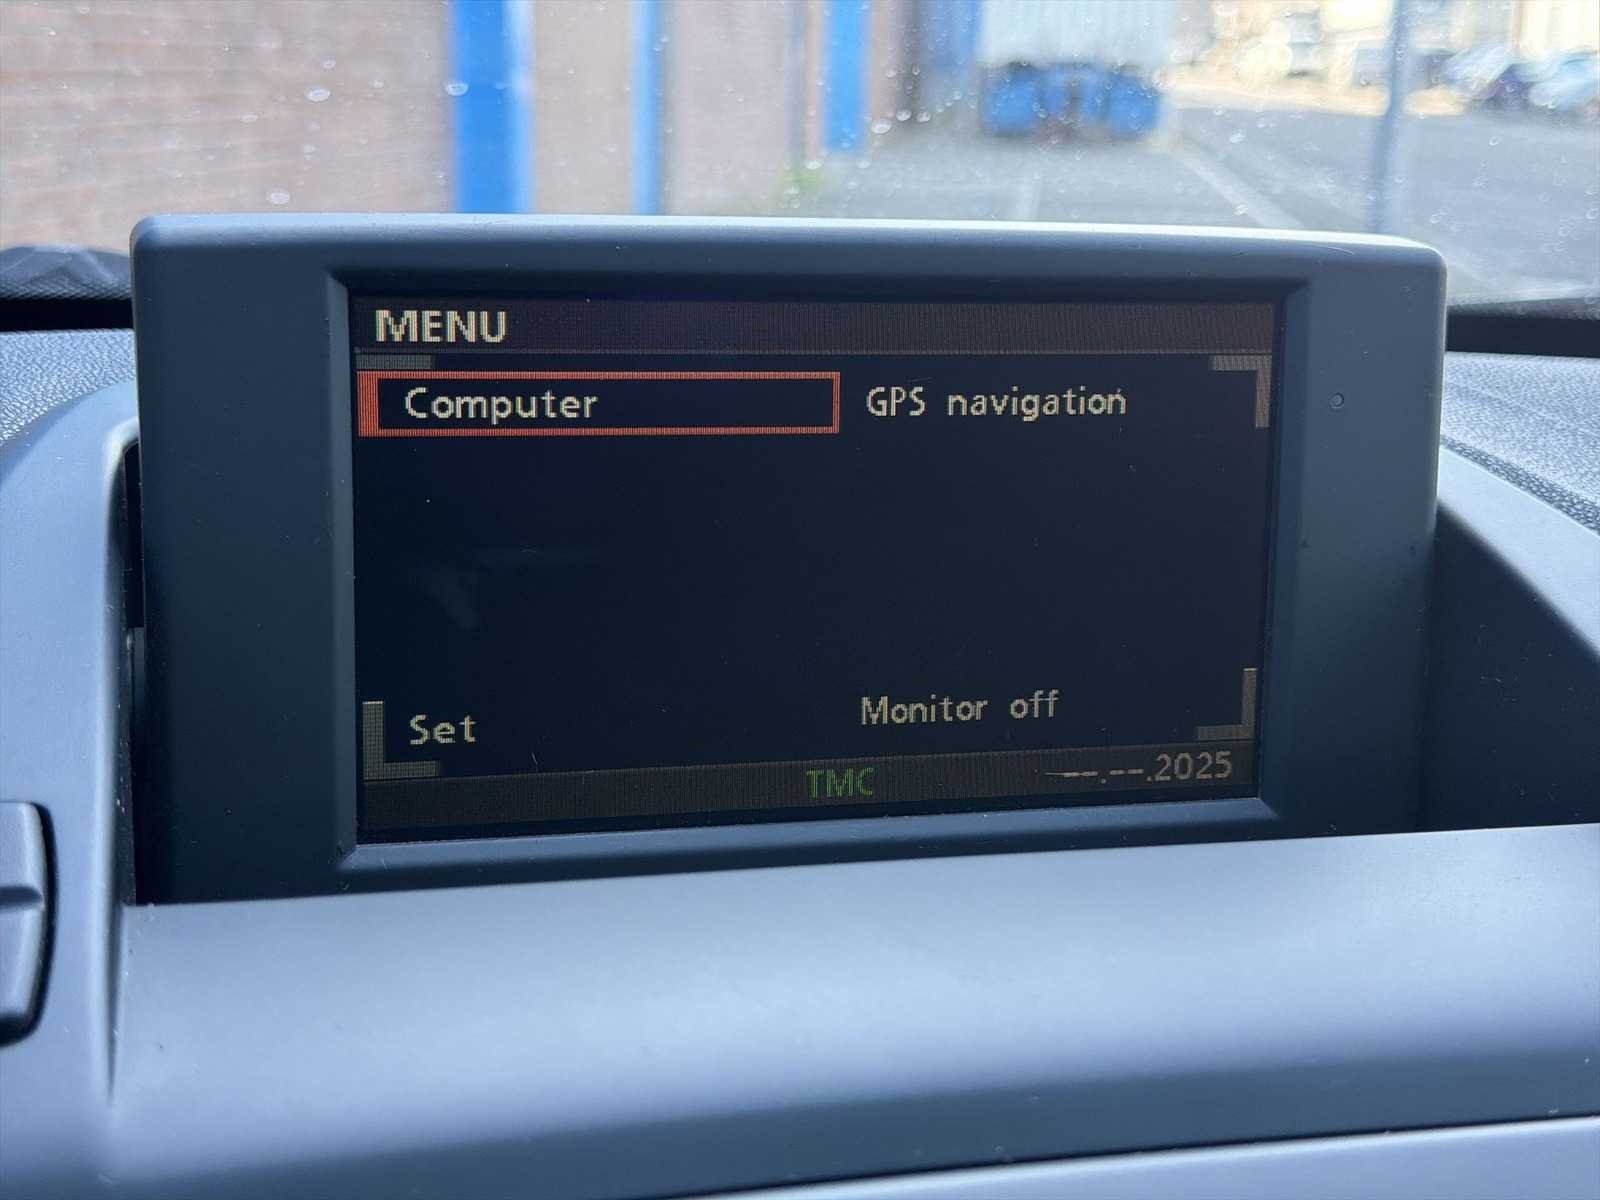 MENU
Computer GPS navigation
Set Monitor off
TMC --.--.2025